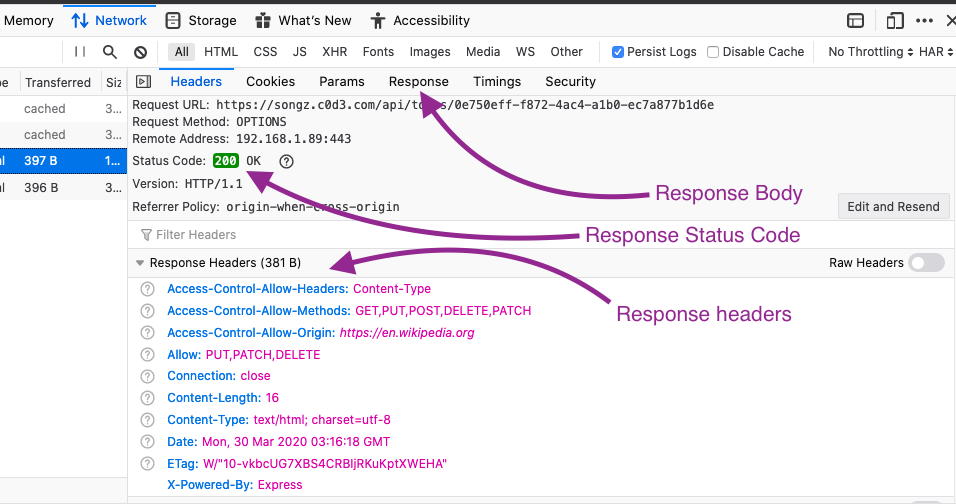 Memory Network Storage What's New Accessibility
All HTML CSS JS XHR Fonts Images Media WS Other Persist Logs Disable Cache No Throttling HAR
Transferred Headers Cookies Params Response Timings Security
Request URL: https://songz.c0d3.com/api/ /0e750eff-f872-4ac4-a1b0-ec7a877b1d6e
cached 3...
Request Method: OPTIONS
cached 3...
Remote Address: 192.168.1.89:443
397 B 1...
Status Code: 200 OK
396 B 3...
Version: HTTP/1.1
Response Body
Referrer Policy: origin-when-cross-origin
Edit and Resend
Filter Headers
Response Status Code
Response Headers (381 B)
Raw Headers
Access-Control-Allow-Headers: Content-Type
Access-Control-Allow-Methods: GET,PUT,POST,DELETE,PATCH
Response headers
Access-Control-Allow-Origin: https://en.wikipedia.org
Allow: PUT,PATCH,DELETE
Connection: close
Content-Length: 16
Content-Type: text/html; charset=utf-8
Date: Mon, 30 Mar 2020 03:16:18 GMT
ETag: W/"10-vkbcUG7XBS4CRBljRKuKptXWEHA"
X-Powered-By: Express